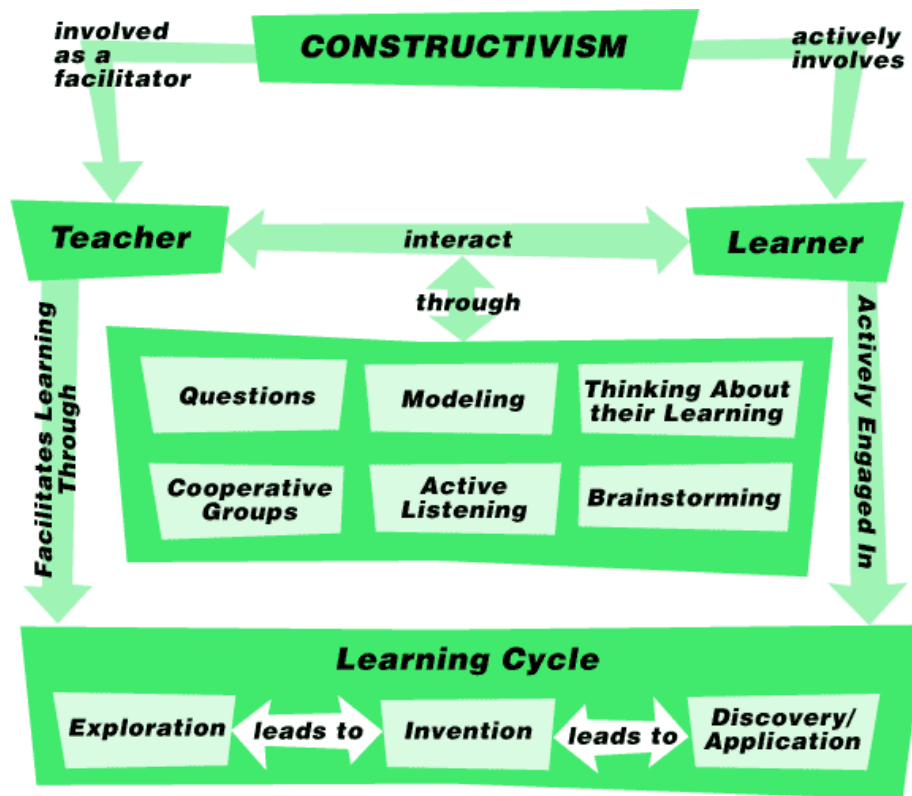 involved
as a
facilitator
CONSTRUCTIVISM
actively
involves
Teacher
interact
Learner
through
Facilitates Learning
Through
Questions
Modeling
Thinking About
their Learning
Cooperative
Groups
Active
Listening
Brainstorming
Actively Engaged In
Learning Cycle
Exploration
leads to
Invention
leads to
Discovery/
Application